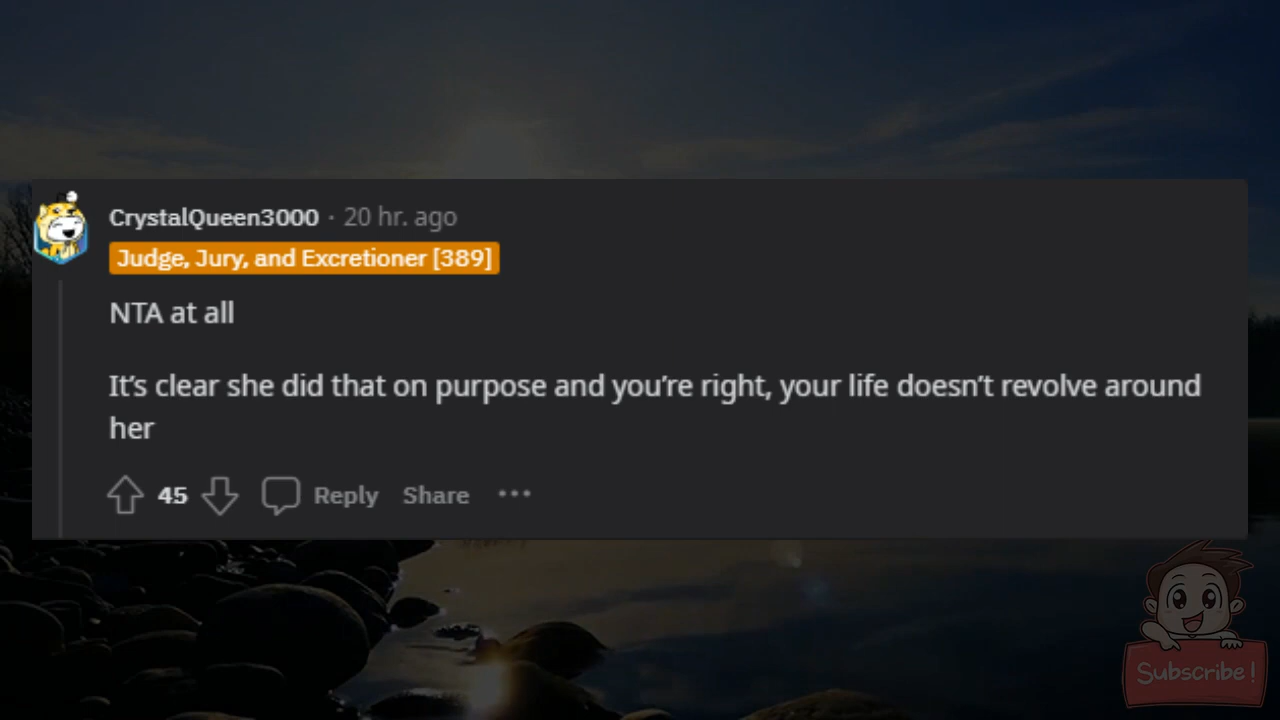 CrystalQueen3000 · 20 hr. ago
Judge, Jury, and Excretioner [389]
NTA at all
It’s clear she did that on purpose and you’re right, your life doesn’t revolve around
her
45 Reply Share ···
Subscribe!